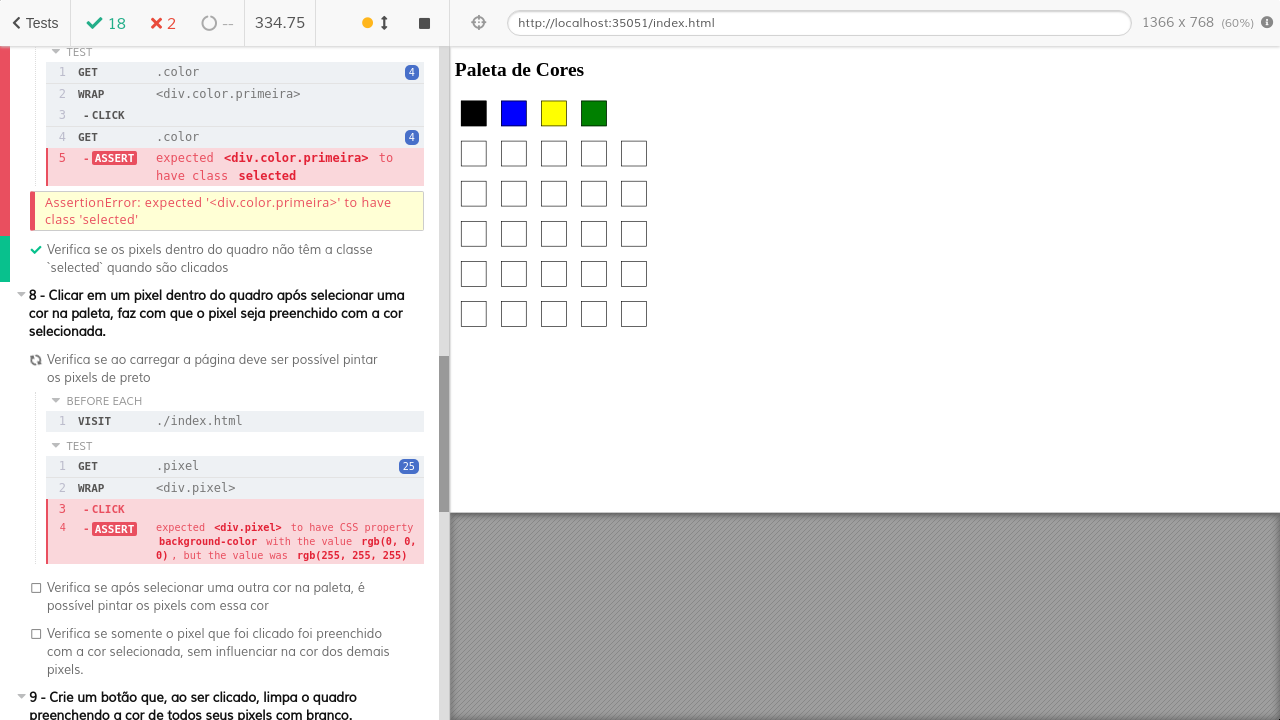 Tests 18 2 -- 334.75 http://localhost:35051/index.html 1366 x 768 (60%)
TEST
1 GET .color 4
2 WRAP <div.color.primeira>
3 - CLICK
4 GET .color 4
5 - ASSERT expected <div.color.primeira> to
have class selected
AssertionError: expected '<div.color.primeira>' to have
class 'selected'
Verifica se os pixels dentro do quadro não têm a classe
`selected` quando são clicados
8 - Clicar em um pixel dentro do quadro após selecionar uma
cor na paleta, faz com que o pixel seja preenchido com a cor
selecionada.
Verifica se ao carregar a página deve ser possível pintar
os pixels de preto
BEFORE EACH
1 VISIT ./index.html
TEST
1 GET .pixel 25
2 WRAP <div.pixel>
3 - CLICK
4 - ASSERT expected <div.pixel> to have CSS property
background-color with the value rgb(0, 0,
0), but the value was rgb(255, 255, 255)
Verifica se após selecionar uma outra cor na paleta, é
possível pintar os pixels com essa cor
Verifica se somente o pixel que foi clicado foi preenchido
com a cor selecionada, sem influenciar na cor dos demais
pixels.
9 - Crie um botão que, ao ser clicado, limpa o quadro
preenchendo a cor de todos seus pixels com branco.
Paleta de Cores